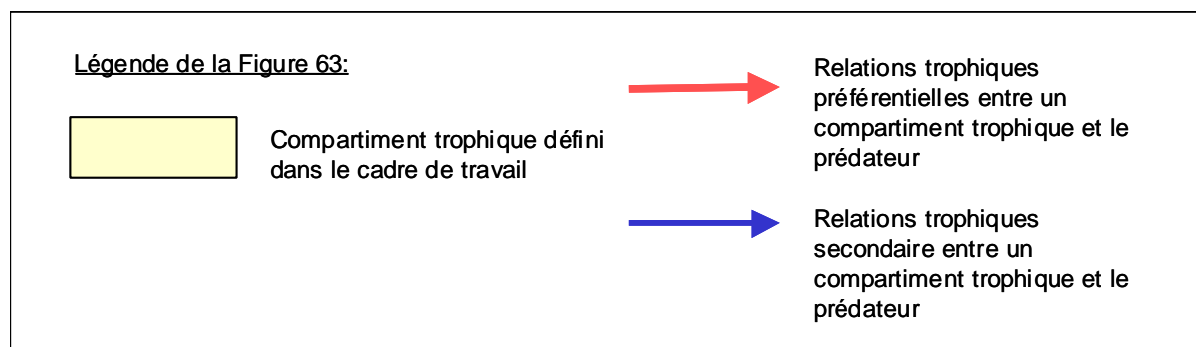 Légende de la Figure 63:
Compartiment trophique défini
dans le cadre de travail
Relations trophiques
préférentielles entre un
compartiment trophique et le
prédateur
Relations trophiques
secondaire entre un
compartiment trophique et le
prédateur